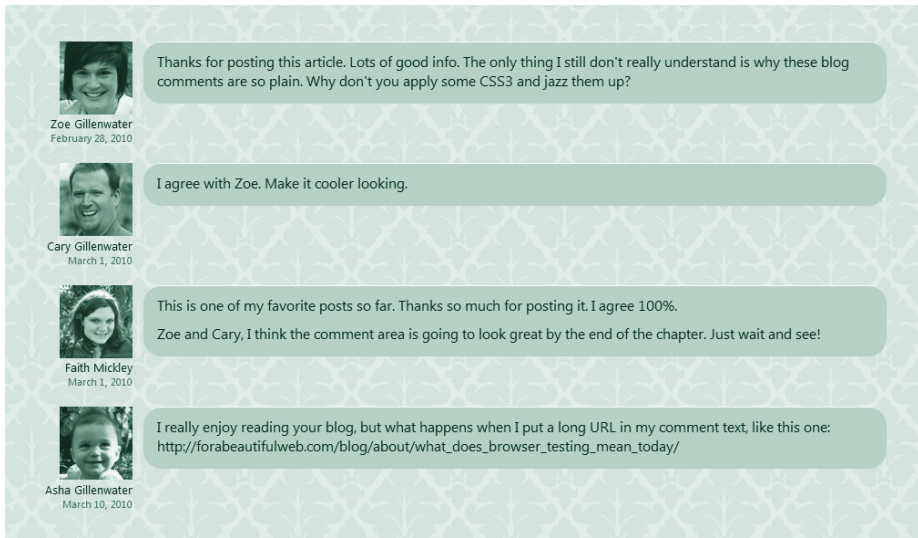 Thanks for posting this article. Lots of good info. The only thing I still don't really understand is why these blog
comments are so plain. Why don't you apply some CSS3 and jazz them up?
Zoe Gillenwater
February 28, 2010
I agree with Zoe. Make it cooler looking.
Cary Gillenwater
March 1, 2010
This is one of my favorite posts so far. Thanks so much for posting it. I agree 100%.
Zoe and Cary, I think the comment area is going to look great by the end of the chapter. Just wait and see!
Faith Mickley
March 1, 2010
I really enjoy reading your blog, but what happens when I put a long URL in my comment text, like this one:
http://forabeautifulweb.com/blog/about/what_does_browser_testing_mean_today/
Asha Gillenwater
March 10, 2010